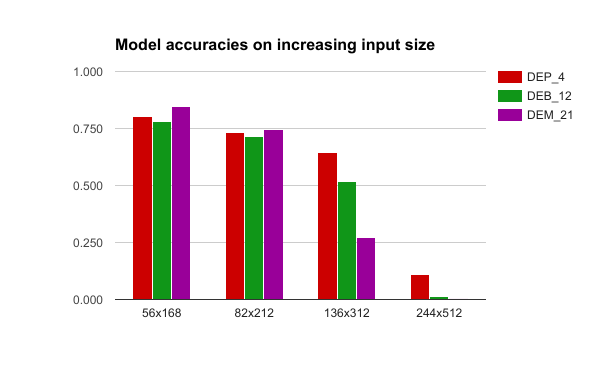 Model accuracies on increasing input size
1.000
0.750
0.500
0.250
0.000
56x168
82x212
136x312
244x512
DEP_4
DEB_12
DEM_21